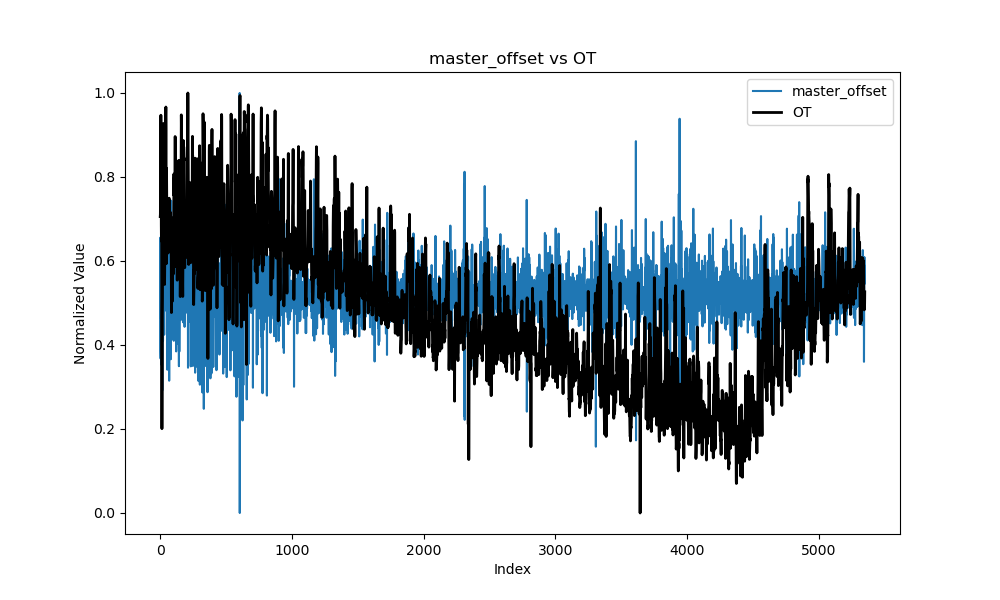 master_offset vs OT
master_offset
OT
Normalized Value
1.0
0.8
0.6
0.4
0.2
0.0
0
1000
2000
3000
4000
5000
Index